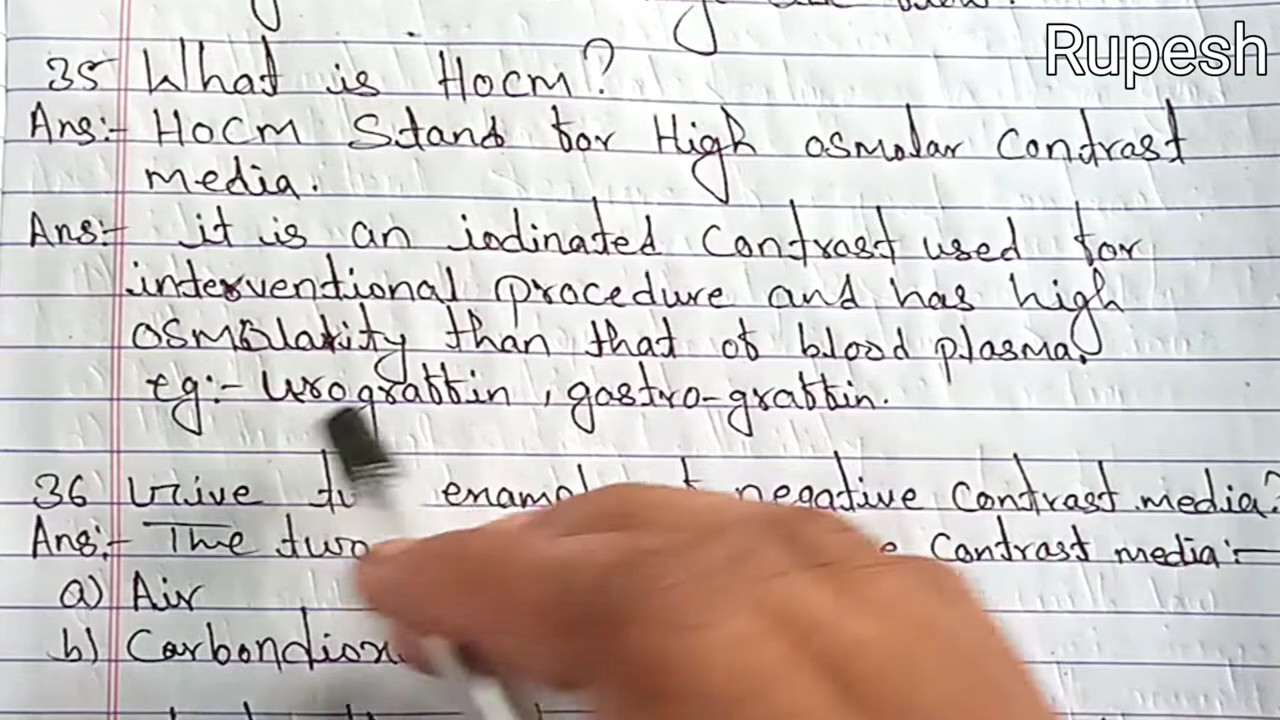 Rupesh
35 What is HOCM?
Ans:- HOCM Stand for High osmolar Contrast
media.
Ans:- it is an iodinated Contrast used for
interventional procedure and has high
osmolarity than that of blood plasma.
eg:- Urograffin, gastro-graffin.
36 Give negative Contrast media?
Ans:- The two Contrast media:-
a) Air
b)